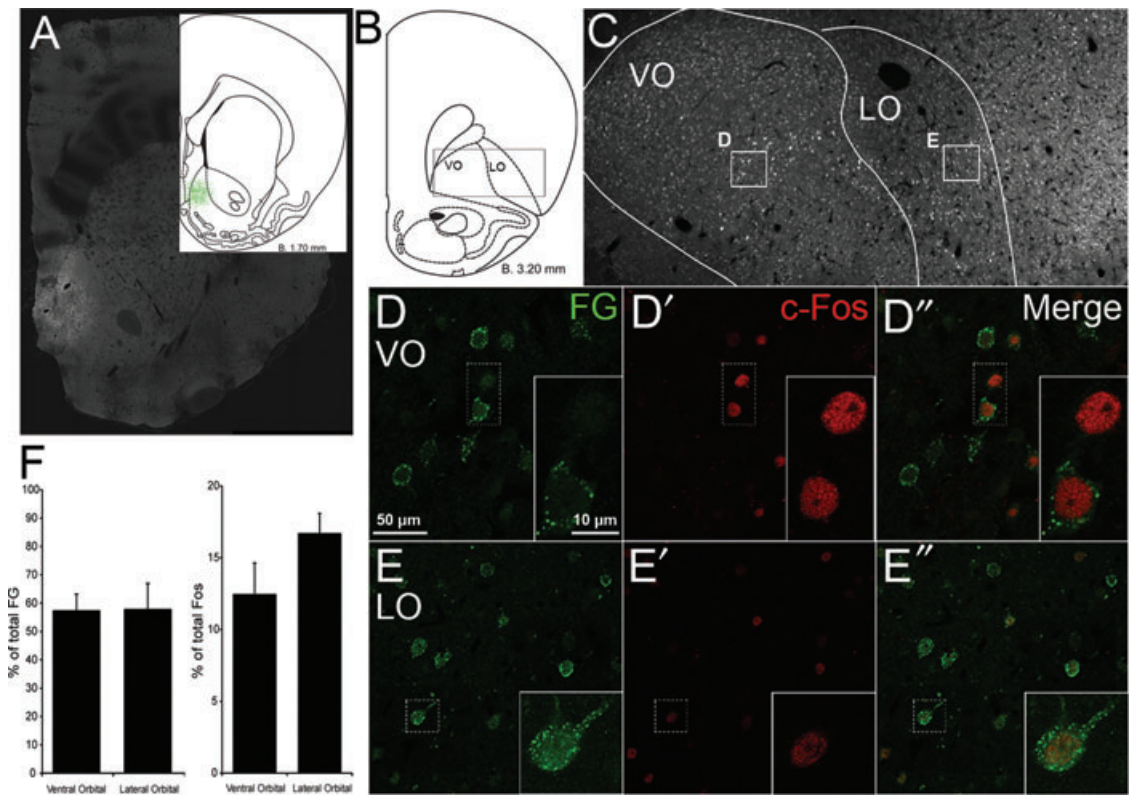 A
B. 1.70 mm
B
VO
LO
B. 3.20 mm
C
VO
LO
D
E
D
FG
VO
50 μm
10 μm
D′
c-Fos
D″
Merge
E
LO
E′
E″
F
% of total FG
100
90
80
70
60
50
40
30
20
10
0
Ventral Orbital
Lateral Orbital
% of total Fos
20
15
10
5
0
Ventral Orbital
Lateral Orbital